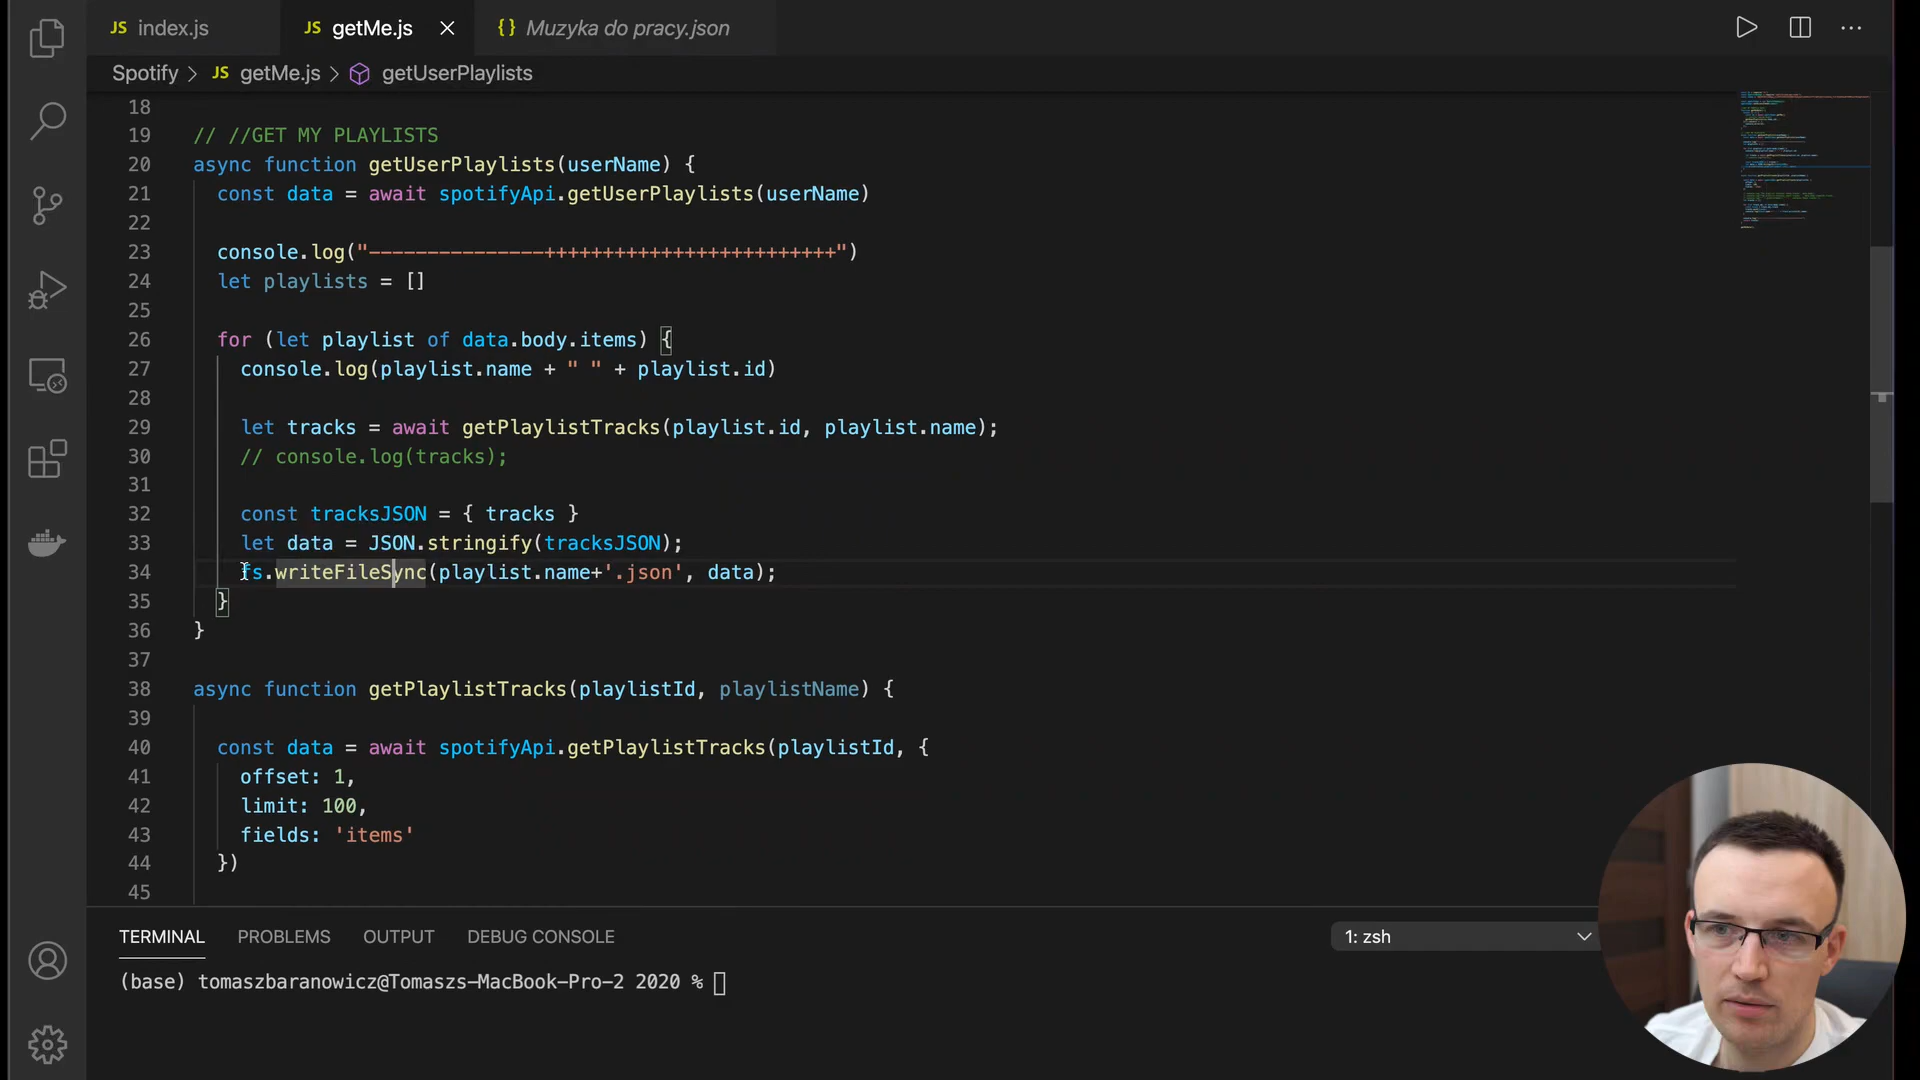 JS index.js
JS getMe.js
{} Muzyka do pracy.json
Spotify > JS getMe.js > getUserPlaylists
18
19 // //GET MY PLAYLISTS
20 async function getUserPlaylists(userName) {
21 const data = await spotifyApi.getUserPlaylists(userName)
22
23 console.log("---------------+++++++++++++++++++++++++")
24 let playlists = []
25
26 for (let playlist of data.body.items) {
27 console.log(playlist.name + " " + playlist.id)
28
29 let tracks = await getPlaylistTracks(playlist.id, playlist.name);
30 // console.log(tracks);
31
32 const tracksJSON = { tracks }
33 let data = JSON.stringify(tracksJSON);
34 fs.writeFileSync(playlist.name+'.json', data);
35 }
36 }
37
38 async function getPlaylistTracks(playlistId, playlistName) {
39
40 const data = await spotifyApi.getPlaylistTracks(playlistId, {
41 offset: 1,
42 limit: 100,
43 fields: 'items'
44 })
45
TERMINAL PROBLEMS OUTPUT DEBUG CONSOLE 1: zsh
(base) tomaszbaranowicz@Tomaszs-MacBook-Pro-2 2020 %